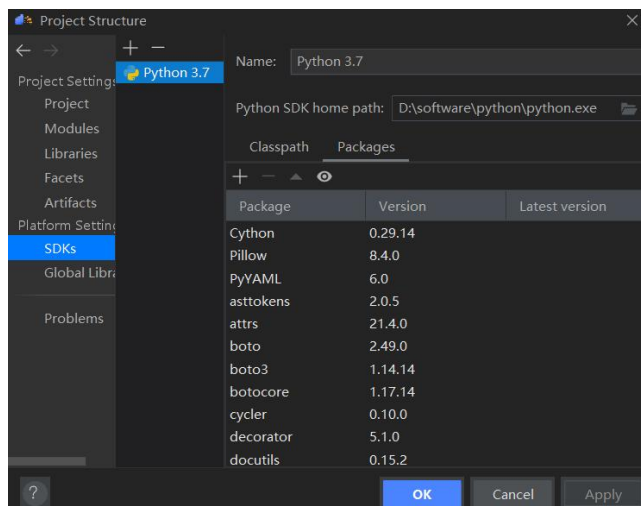 Project Structure
Project Settings
Project
Modules
Libraries
Facets
Artifacts
Platform Settin
SDKs
Global Libra
Problems
Python 3.7
Name: Python 3.7
Python SDK home path: D:\software\python\python.exe
Classpath Packages
Package Version Latest version
Cython 0.29.14
Pillow 8.4.0
PyYAML 6.0
asttokens 2.0.5
attrs 21.4.0
boto 2.49.0
boto3 1.14.14
botocore 1.17.14
cycler 0.10.0
decorator 5.1.0
docutils 0.15.2
?
OK Cancel Apply